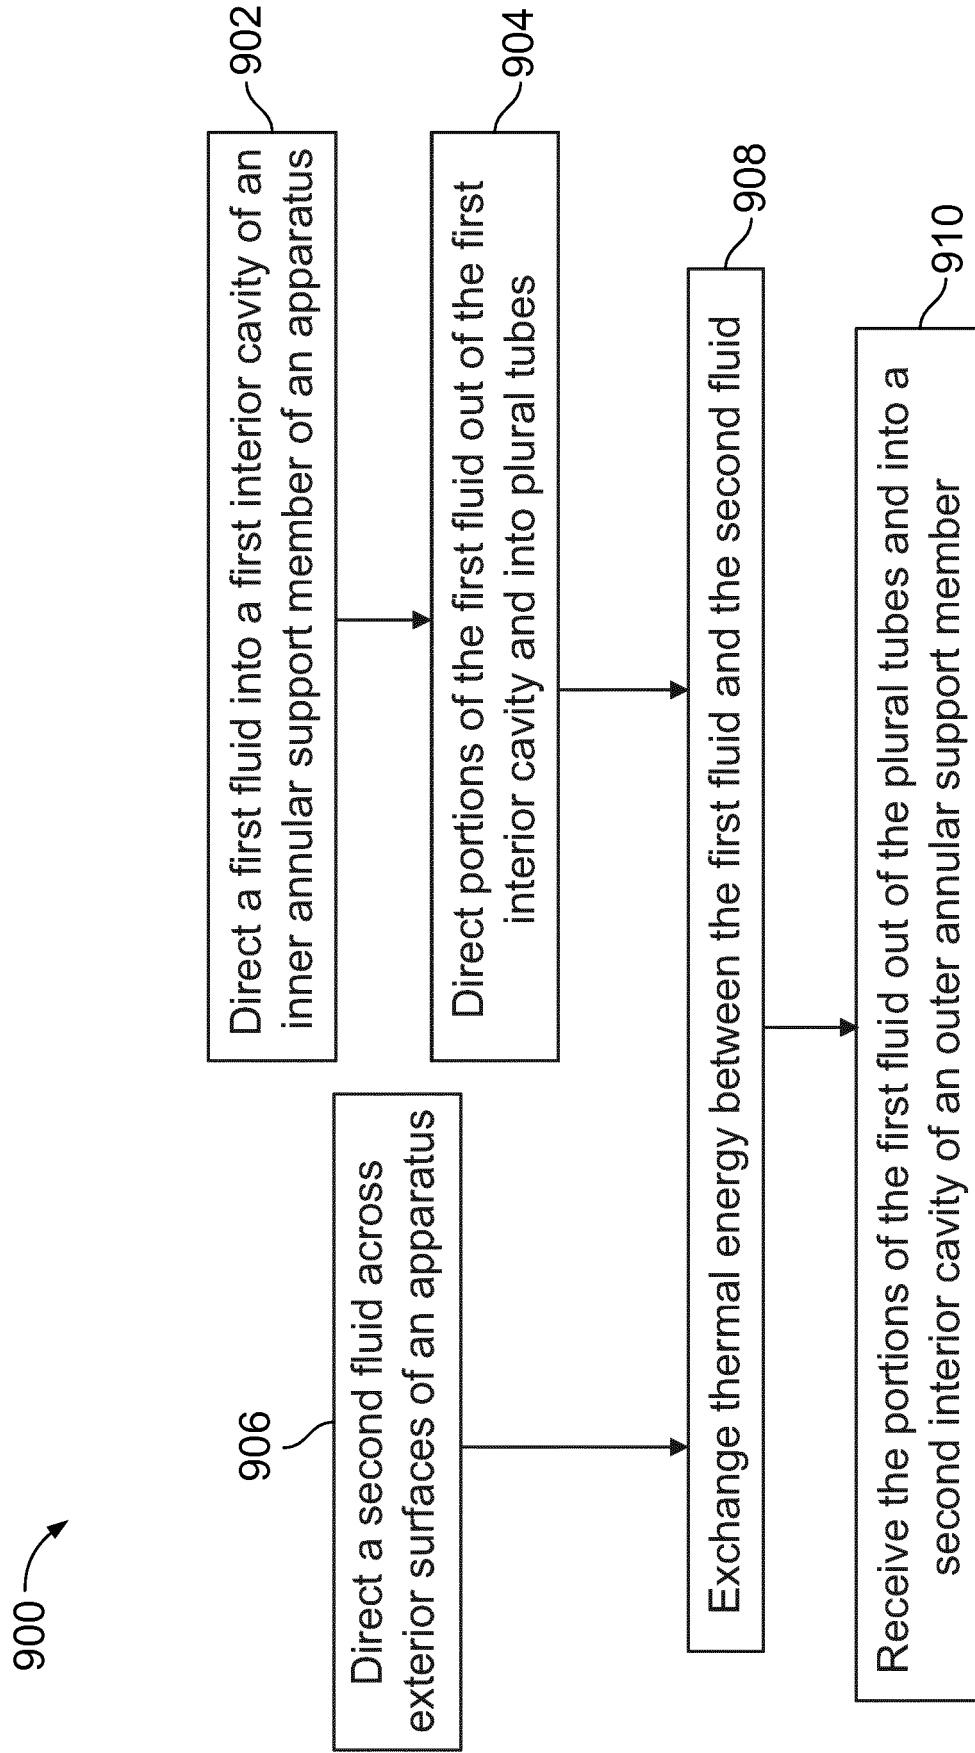 900
902
Direct a first fluid into a first interior cavity of an
inner annular support member of an apparatus
904
Direct portions of the first fluid out of the first
interior cavity and into plural tubes
906
Direct a second fluid across
exterior surfaces of an apparatus
908
Exchange thermal energy between the first fluid and the second fluid
910
Receive the portions of the first fluid out of the plural tubes and into a
second interior cavity of an outer annular support member